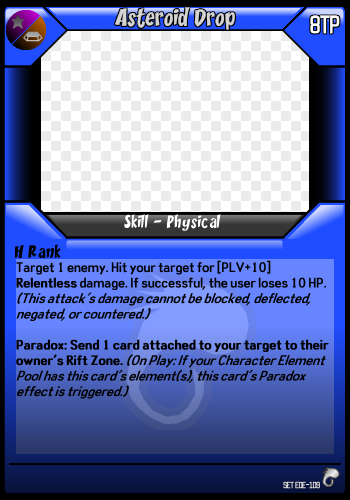 Asteroid Drop
8TP
Skill - Physical
H Rank
Target 1 enemy. Hit your target for [PLV+10]
Relentless damage. If successful, the user loses 10 HP.
(This attack's damage cannot be blocked, deflected,
negated, or countered.)
Paradox: Send 1 card attached to your target to their
owner's Rift Zone. (On Play: If your Character Element
Pool has this card's element(s), this card's Paradox
effect is triggered.)
SET EOE-109